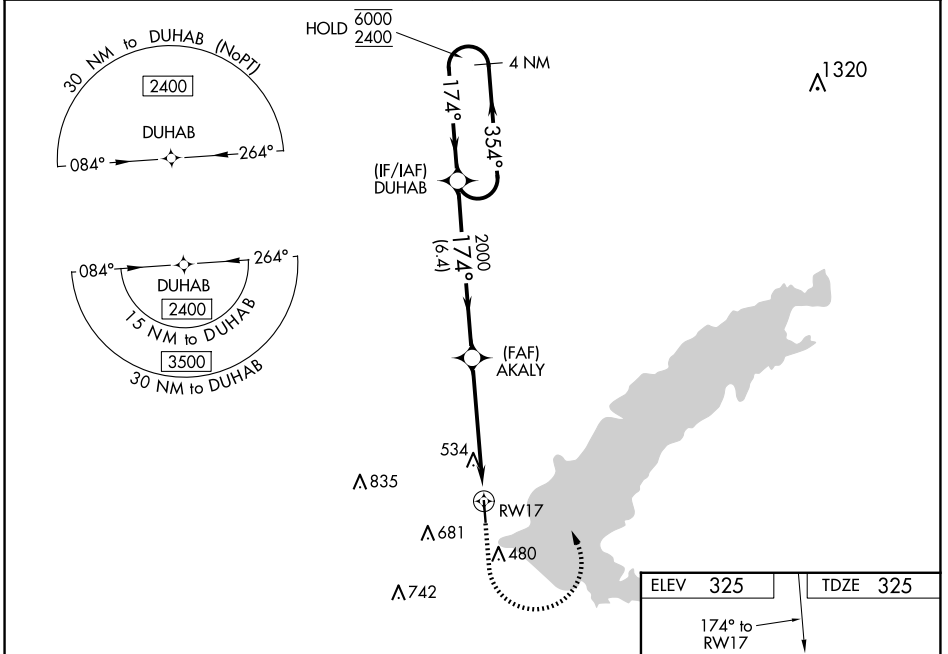 30 NM to DUHAB (NoPT)
2400
DUHAB
084°
264°
084°
264°
DUHAB
2400
15 NM to DUHAB
3500
30 NM to DUHAB
HOLD 6000
2400
4 NM
174°
354°
(IF/IAF)
DUHAB
2000
174°
(6.4)
(FAF)
AKALY
1320
534
835
RW17
681
480
742
ELEV 325
TDZE 325
174° to
RW17